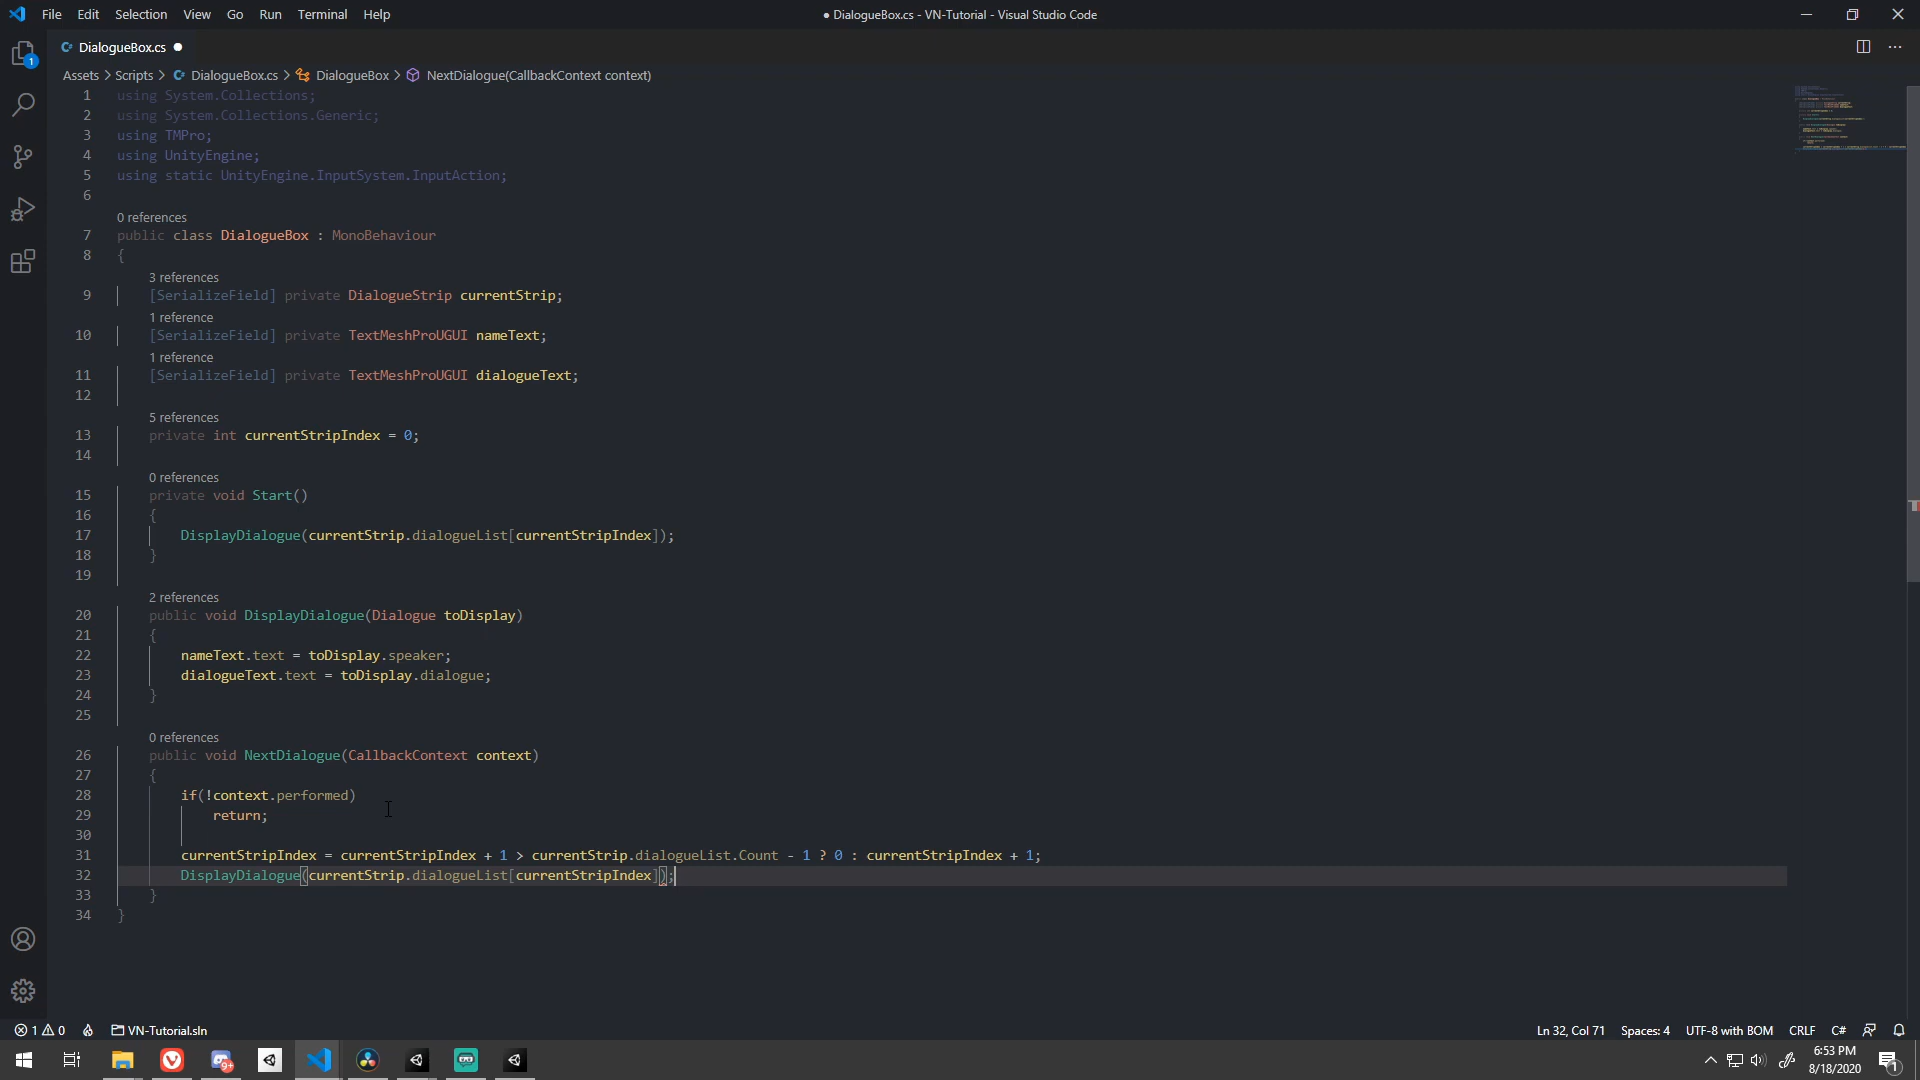 File Edit Selection View Go Run Terminal Help
● DialogueBox.cs - VN-Tutorial - Visual Studio Code
DialogueBox.cs ●
Assets > Scripts > DialogueBox.cs > DialogueBox > NextDialogue(CallbackContext context)
1 using System.Collections;
2 using System.Collections.Generic;
3 using TMPro;
4 using UnityEngine;
5 using static UnityEngine.InputSystem.InputAction;
6
0 references
7 public class DialogueBox : MonoBehaviour
8 {
3 references
9 [SerializeField] private DialogueStrip currentStrip;
1 reference
10 [SerializeField] private TextMeshProUGUI nameText;
1 reference
11 [SerializeField] private TextMeshProUGUI dialogueText;
12
5 references
13 private int currentStripIndex = 0;
14
0 references
15 private void Start()
16 {
17 DisplayDialogue(currentStrip.dialogueList[currentStripIndex]);
18 }
19
2 references
20 public void DisplayDialogue(Dialogue toDisplay)
21 {
22 nameText.text = toDisplay.speaker;
23 dialogueText.text = toDisplay.dialogue;
24 }
25
0 references
26 public void NextDialogue(CallbackContext context)
27 {
28 if(!context.performed)
29 return;
30
31 currentStripIndex = currentStripIndex + 1 > currentStrip.dialogueList.Count - 1 ? 0 : currentStripIndex + 1;
32 DisplayDialogue(currentStrip.dialogueList[currentStripIndex]);
33 }
34 }
1
1 0 VN-Tutorial.sln
Ln 32, Col 71 Spaces: 4 UTF-8 with BOM CRLF C#
9+
6:53 PM
8/18/2020
1